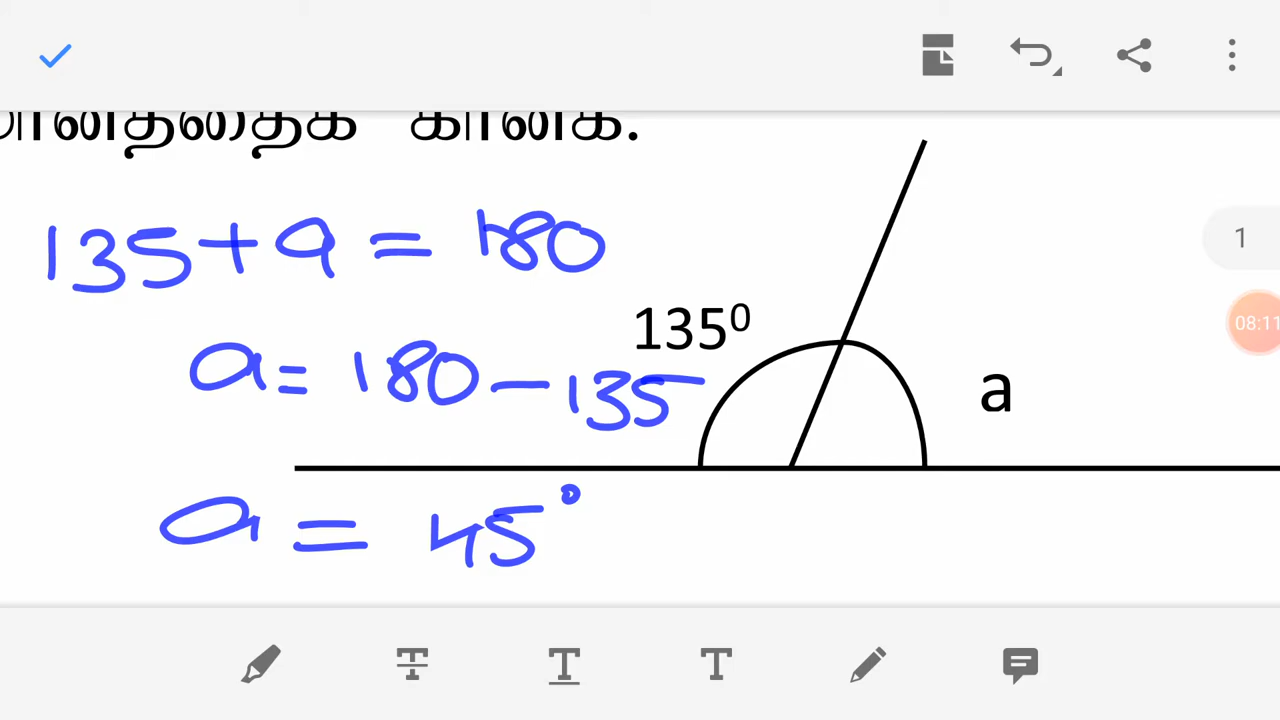 காண்க.
135+a = 180
135⁰
a = 180 - 135
a
a = 45°
1
08:11